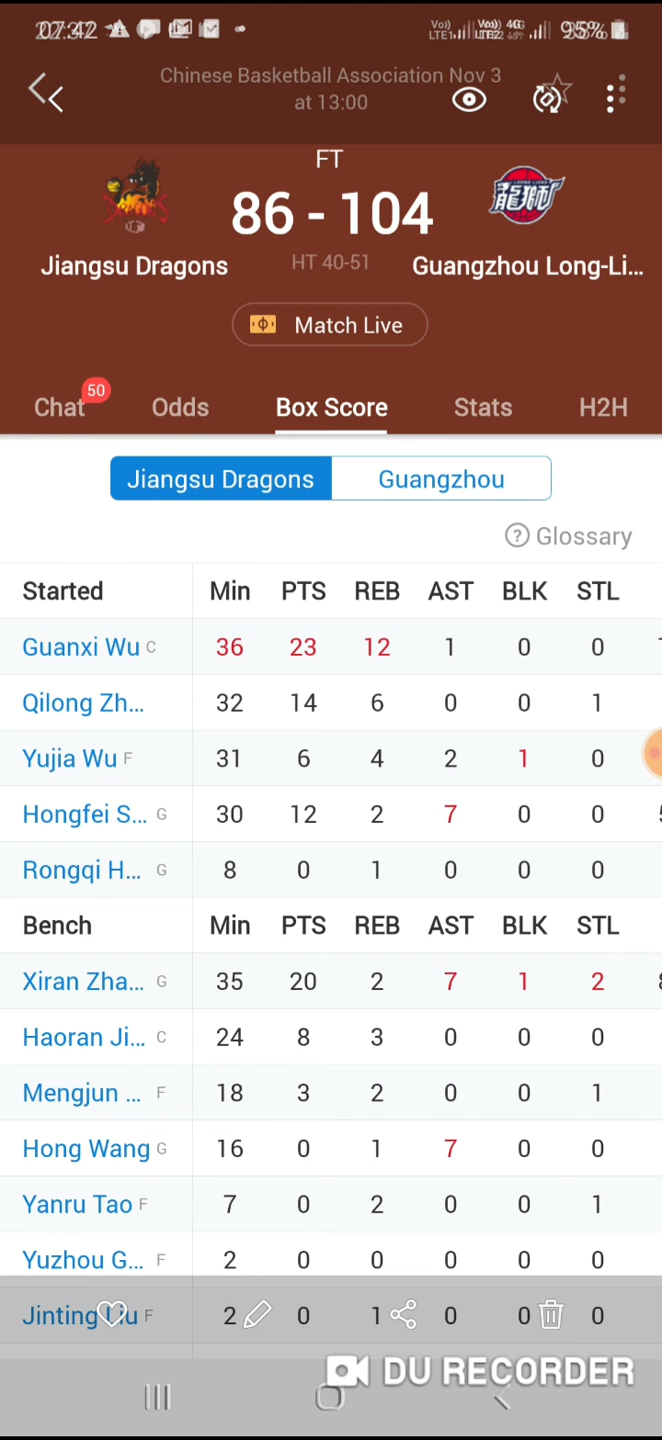 Chinese Basketball Association Nov 3
at 13:00
FT
86 - 104
HT 40-51
Jiangsu Dragons
Guangzhou Long-Li...
龍獅
Match Live
Chat 50 Odds Box Score Stats H2H
Jiangsu Dragons Guangzhou
? Glossary
Started Min PTS REB AST BLK STL
Guanxi Wu C 36 23 12 1 0 0
Qilong Zh... 32 14 6 0 0 1
Yujia Wu F 31 6 4 2 1 0
Hongfei S... G 30 12 2 7 0 0
Rongqi H... G 8 0 1 0 0 0
Bench Min PTS REB AST BLK STL
Xiran Zha... G 35 20 2 7 1 2
Haoran Ji... C 24 8 3 0 0 0
Mengjun ... F 18 3 2 0 0 1
Hong Wang G 16 0 1 7 0 0
Yanru Tao F 7 0 2 0 0 1
Yuzhou G... F 2 0 0 0 0 0
Jinting Liu F 2 0 1 0 0 0
DU RECORDER